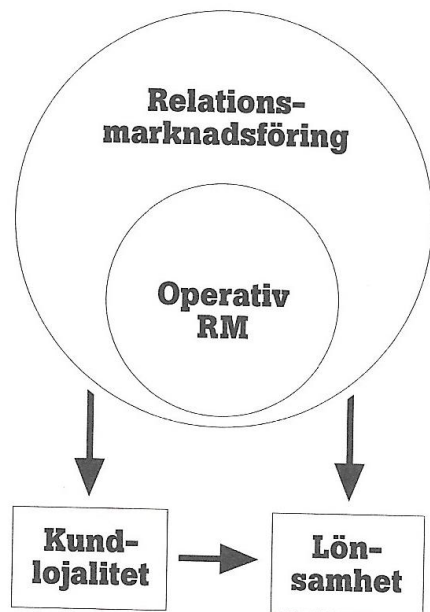 Relations-
marknadsföring
Operativ
RM
Kund-
lojalitet
Lön-
samhet